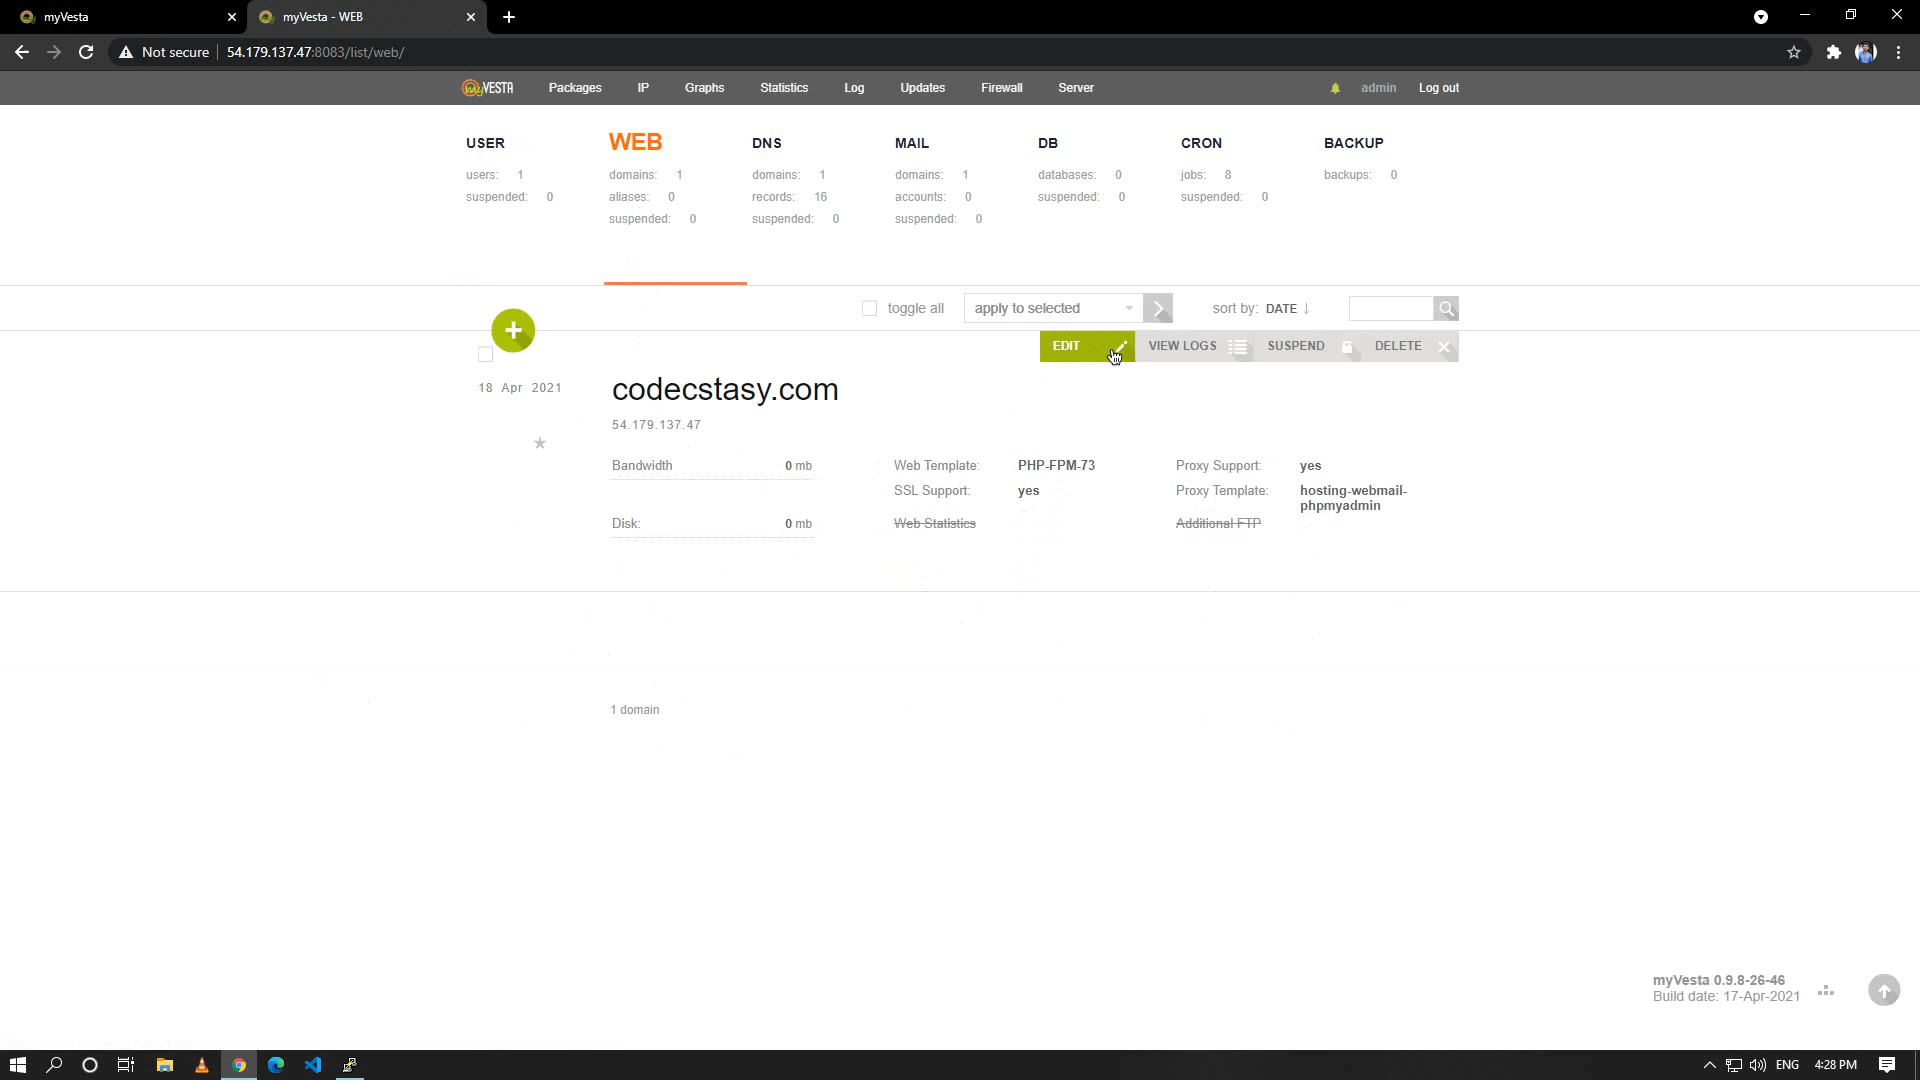 myVesta
myVesta - WEB
Not secure 54.179.137.47:8083/list/web/
myVESTA Packages IP Graphs Statistics Log Updates Firewall Server admin Log out
USER WEB DNS MAIL DB CRON BACKUP
users: 1 domains: 1 domains: 1 domains: 1 databases: 0 jobs: 8 backups: 0
suspended: 0 aliases: 0 records: 16 accounts: 0 suspended: 0 suspended: 0
suspended: 0 suspended: 0 suspended: 0
toggle all apply to selected sort by: DATE ↓
EDIT VIEW LOGS SUSPEND DELETE
18 Apr 2021 codecstasy.com
54.179.137.47
Bandwidth 0 mb Web Template: PHP-FPM-73 Proxy Support: yes
SSL Support: yes Proxy Template: hosting-webmail-
phpmyadmin
Disk: 0 mb Web Statistics Additional FTP
1 domain
myVesta 0.9.8-26-46
Build date: 17-Apr-2021
ENG 4:28 PM